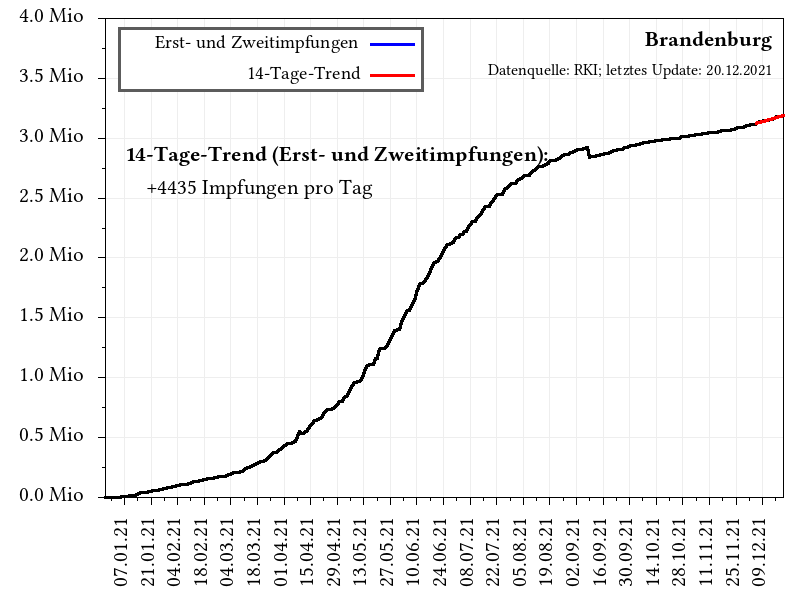 4.0 Mio
3.5 Mio
3.0 Mio
2.5 Mio
2.0 Mio
1.5 Mio
1.0 Mio
0.5 Mio
0.0 Mio
Erst- und Zweitimpfungen
14-Tage-Trend
Brandenburg
Datenquelle: RKI; letztes Update: 20.12.2021
14-Tage-Trend (Erst- und Zweitimpfungen):
+4435 Impfungen pro Tag
07.01.21
21.01.21
04.02.21
18.02.21
04.03.21
18.03.21
01.04.21
15.04.21
29.04.21
13.05.21
27.05.21
10.06.21
24.06.21
08.07.21
22.07.21
05.08.21
19.08.21
02.09.21
16.09.21
30.09.21
14.10.21
28.10.21
11.11.21
25.11.21
09.12.21